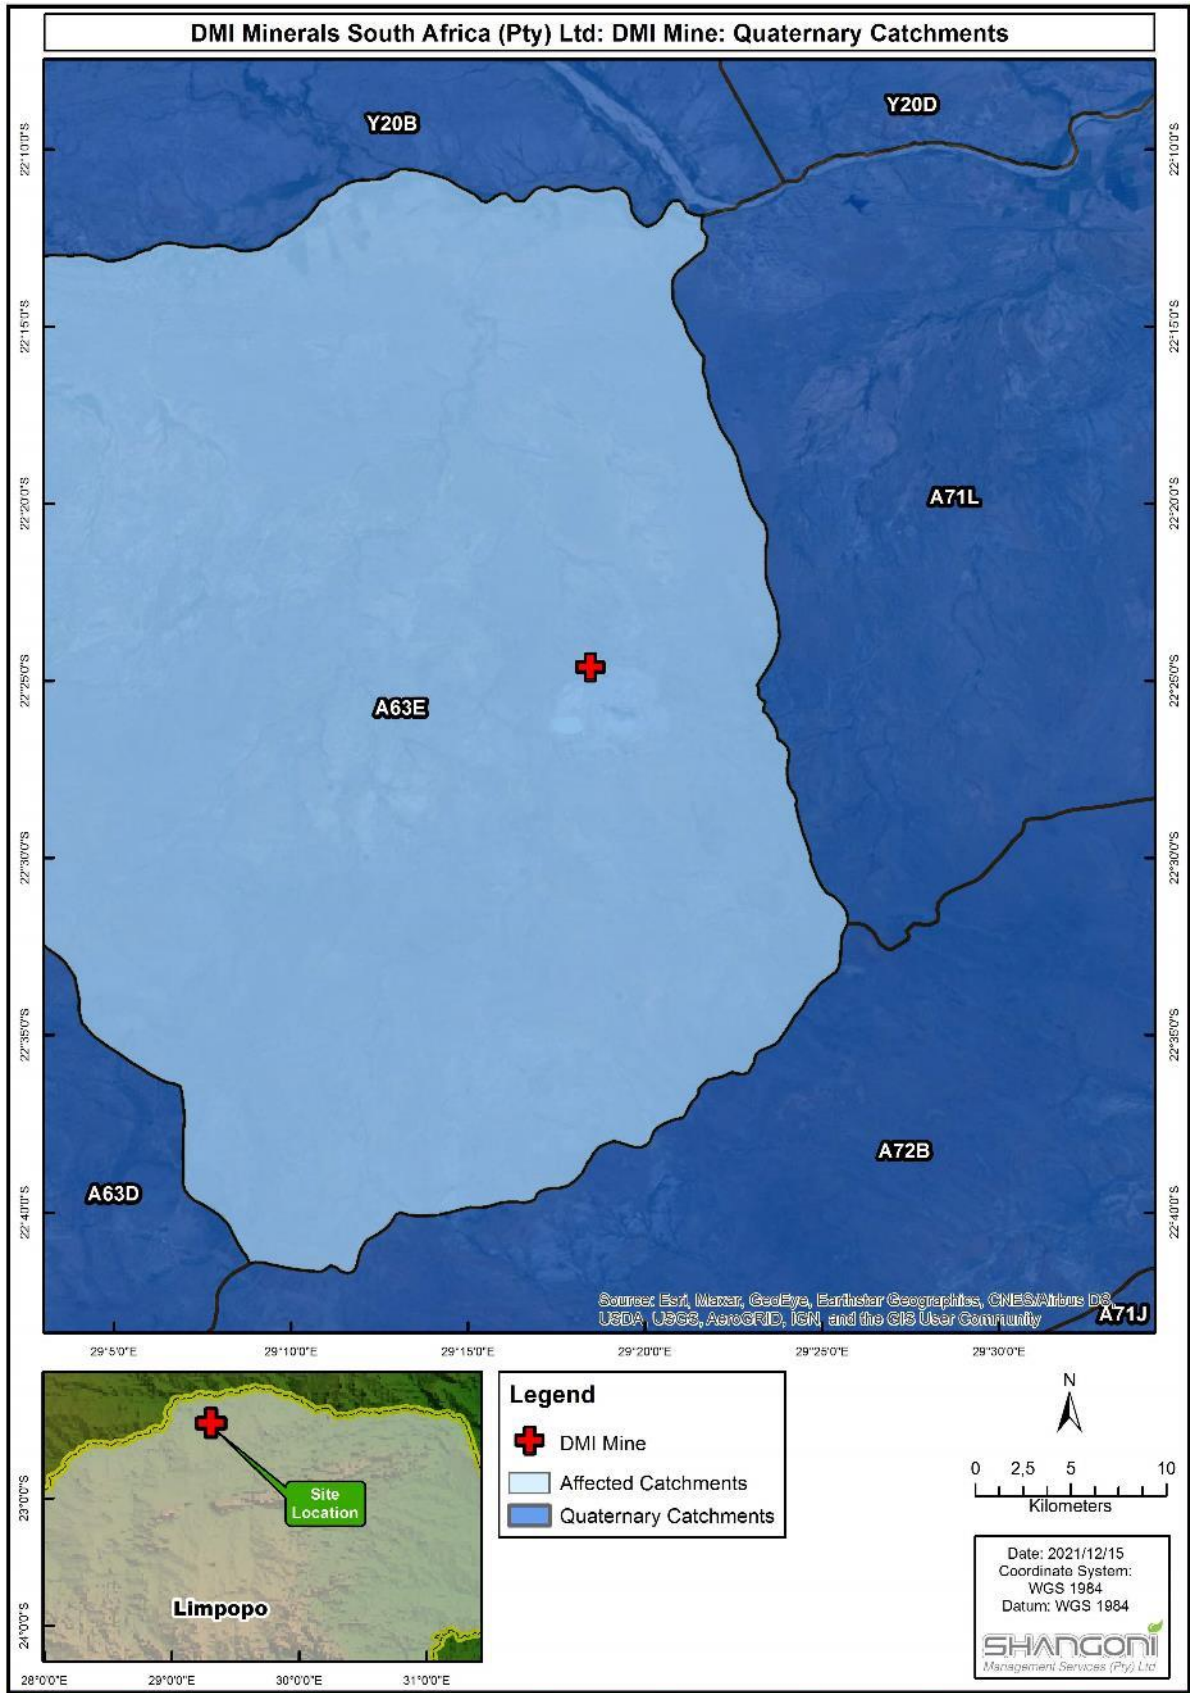 DMI Minerals South Africa (Pty) Ltd: DMI Mine: Quaternary Catchments
Y20B
Y20D
22°10'0"S
22°10'0"S
22°15'0"S
22°15'0"S
A71L
22°20'0"S
22°20'0"S
22°25'0"S
22°25'0"S
A63E
22°30'0"S
22°30'0"S
22°35'0"S
22°35'0"S
A72B
A63D
22°40'0"S
22°40'0"S
Source: Esri, Maxar, GeoEye, Earthstar Geographics, CNES/Airbus DS,
USDA, USGS, AeroGRID, IGN, and the GIS User Community
A71J
29°5'0"E
29°10'0"E
29°15'0"E
29°20'0"E
29°25'0"E
29°30'0"E
Site
Location
Limpopo
23°0'0"S
24°0'0"S
28°0'0"E
29°0'0"E
30°0'0"E
31°0'0"E
Legend
DMI Mine
Affected Catchments
Quaternary Catchments
N
0 2,5 5 10
Kilometers
Date: 2021/12/15
Coordinate System:
WGS 1984
Datum: WGS 1984
SHANGONI
Management Services (Pty) Ltd